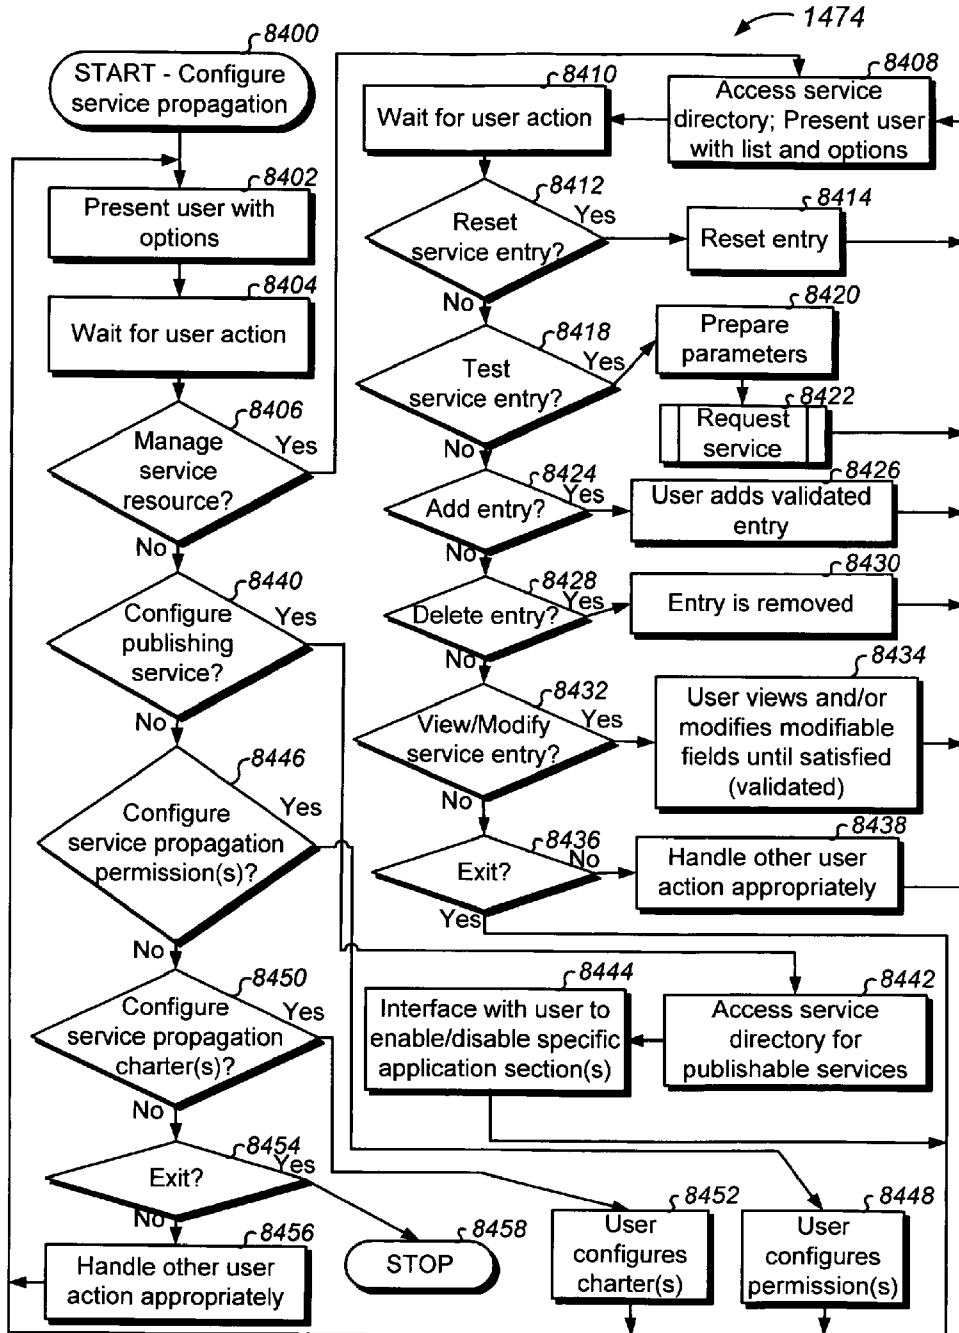 1474
8400
START - Configure
service propagation
8402
Present user with
options
8404
Wait for user action
8406
Manage
service
resource?
Yes
No
8440
Configure
publishing
service?
Yes
No
8446
Configure
service propagation
permission(s)?
Yes
No
8450
Configure
service propagation
charter(s)?
Yes
No
8454
Exit?
Yes
No
8456
Handle other user
action appropriately
8458
STOP
8408
Access service
directory; Present user
with list and options
8410
Wait for user action
8412
Reset
service entry?
Yes
No
8414
Reset entry
8418
Test
service entry?
Yes
No
8420
Prepare
parameters
8422
Request
service
8424
Add entry?
Yes
No
8426
User adds validated
entry
8428
Delete entry?
Yes
No
8430
Entry is removed
8432
View/Modify
service entry?
Yes
No
8434
User views and/or
modifies modifiable
fields until satisfied
(validated)
8436
Exit?
No
Yes
8438
Handle other user
action appropriately
8444
Interface with user to
enable/disable specific
application section(s)
8442
Access service
directory for
publishable services
8452
User
configures
charter(s)
8448
User
configures
permission(s)